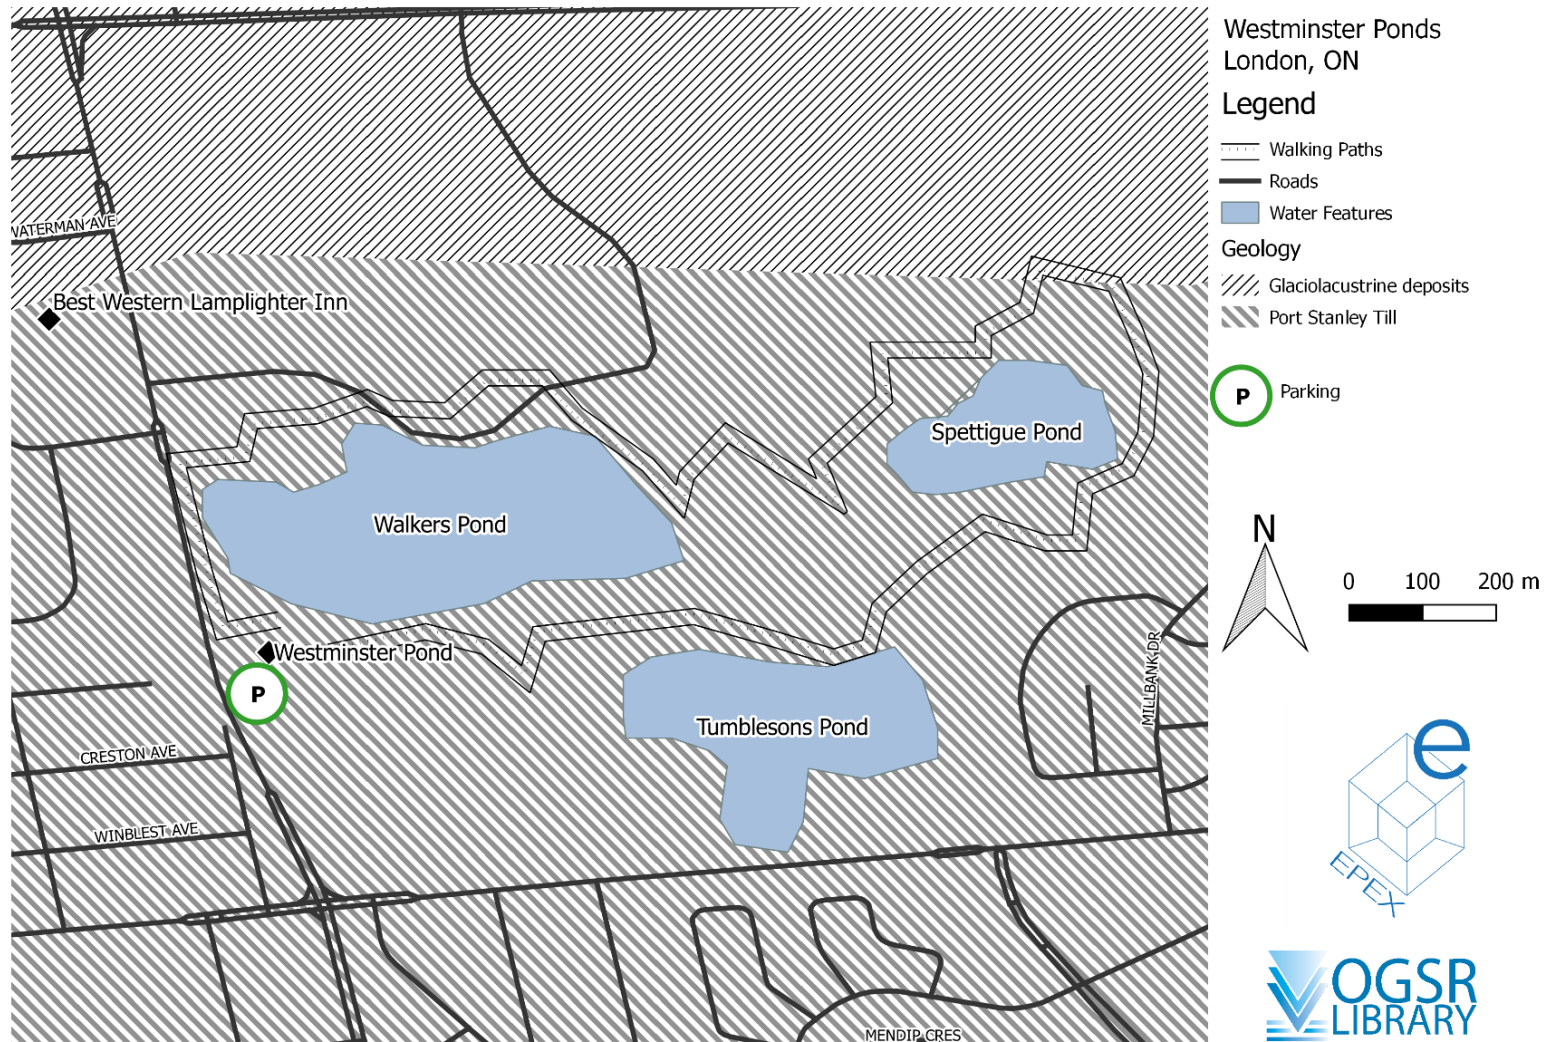 WATERMAN AVE
Best Western Lamplighter Inn
Walkers Pond
Spettigue Pond
Westminster Pond
P
Tumblesons Pond
MILLBANK DR
CRESTON AVE
WINBLEST AVE
MENDIP CRES
Westminster Ponds
London, ON
Legend
Walking Paths
Roads
Water Features
Geology
Glaciolacustrine deposits
Port Stanley Till
P Parking
N
0 100 200 m
e
EPEX
OGSR
LIBRARY